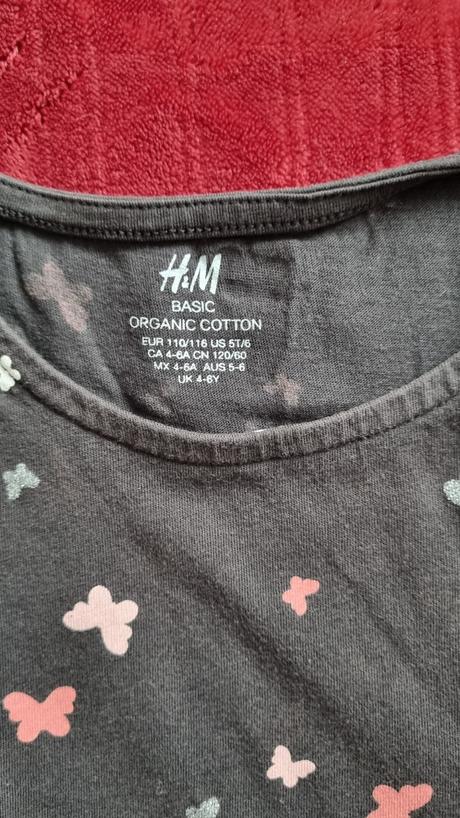 H&M
BASIC
ORGANIC COTTON
EUR 110/116 US 5T/6
CA 4-6A CN 120/60
MX 4-6A AUS 5-6
UK 4-6Y